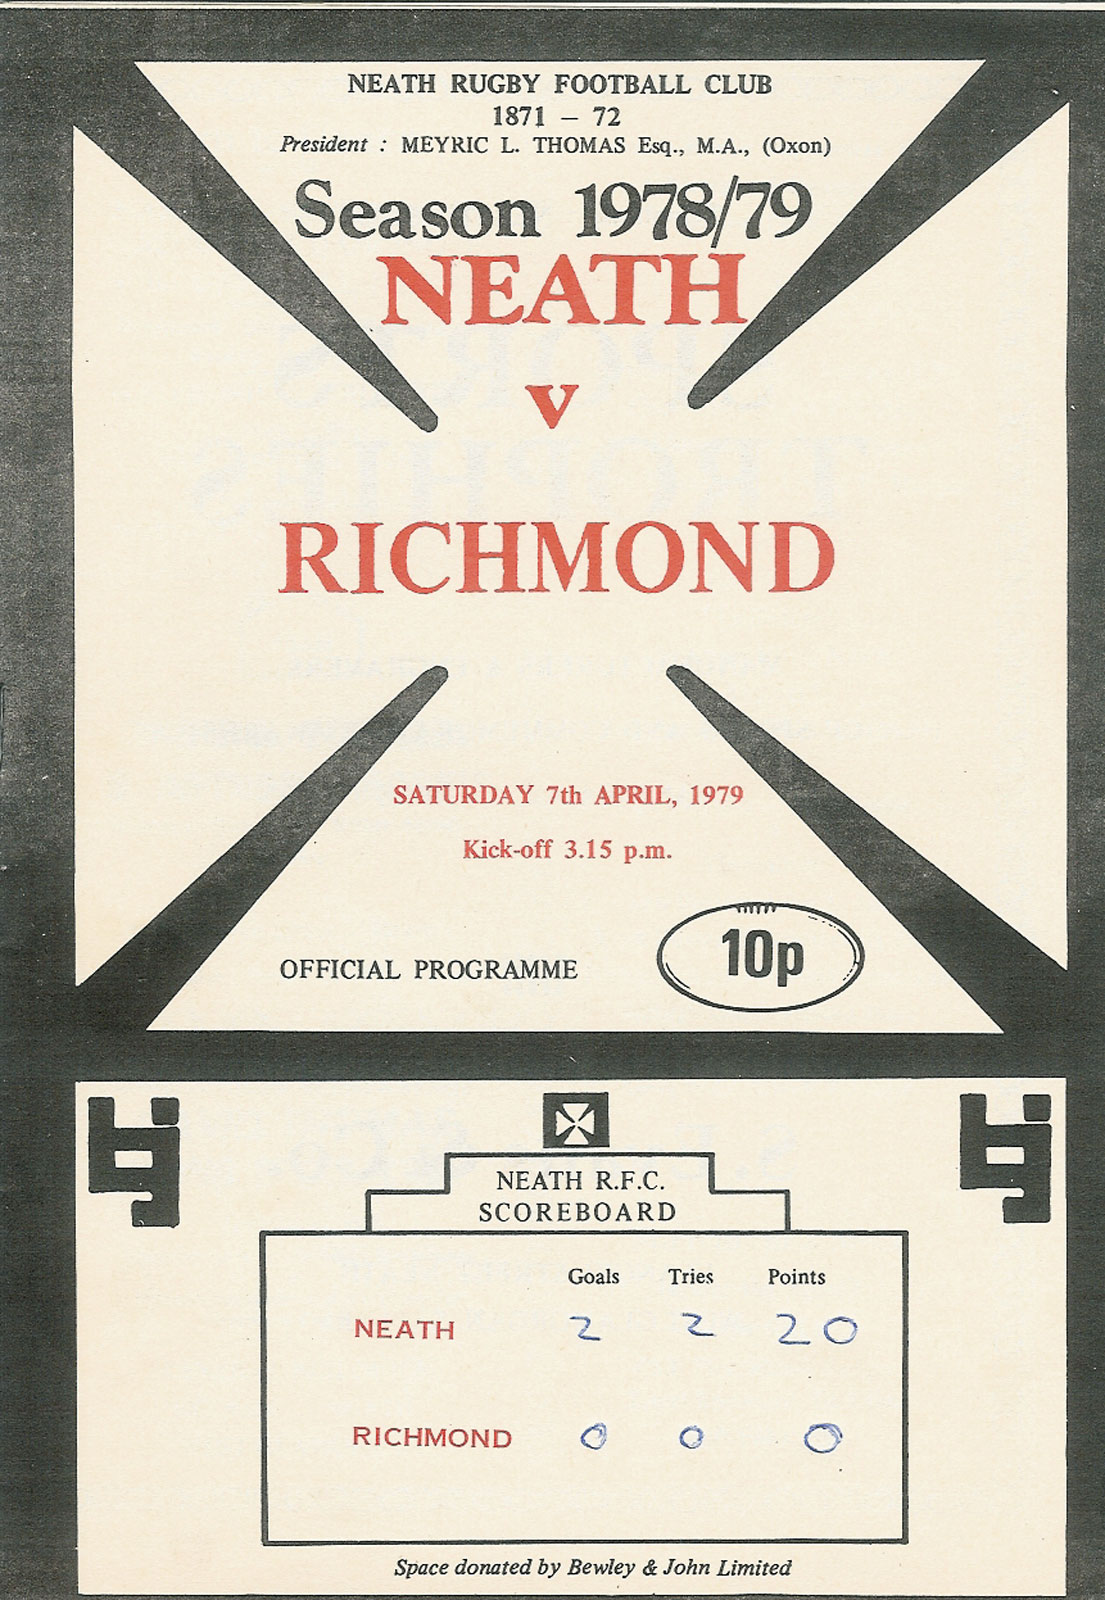 NEATH RUGBY FOOTBALL CLUB
1871 – 72
President : MEYRIC L. THOMAS Esq., M.A., (Oxon)
Season 1978/79
NEATH
v
RICHMOND
SATURDAY 7th APRIL, 1979
Kick-off 3.15 p.m.
OFFICIAL PROGRAMME
10p
NEATH R.F.C.
SCOREBOARD
Goals Tries Points
NEATH 2 2 20
RICHMOND 0 0 0
Space donated by Bewley & John Limited